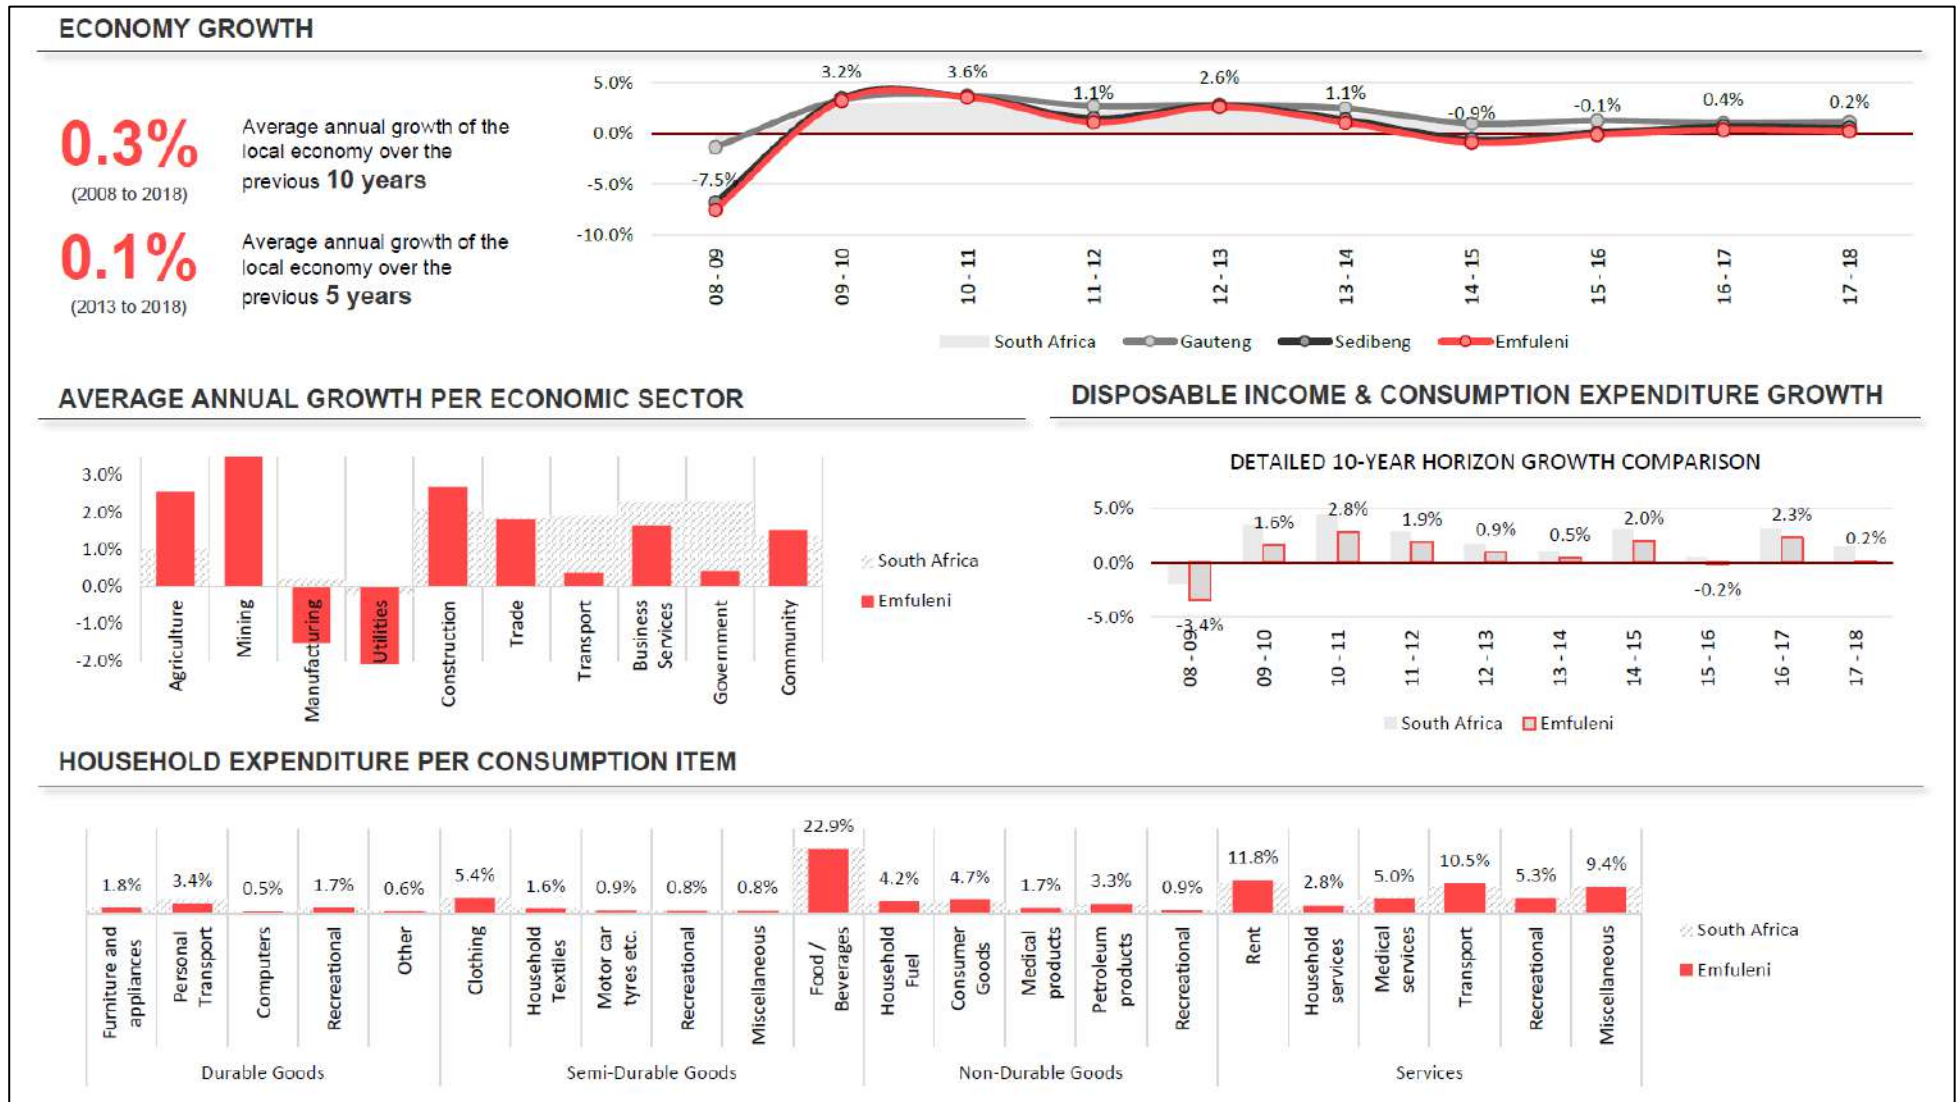 ECONOMY GROWTH
0.3%
(2008 to 2018)
Average annual growth of the
local economy over the
previous 10 years
0.1%
(2013 to 2018)
Average annual growth of the
local economy over the
previous 5 years
5.0%
0.0%
-5.0%
-10.0%
-7.5%
3.2%
3.6%
1.1%
2.6%
1.1%
-0.9%
-0.1%
0.4%
0.2%
08 - 09
09 - 10
10 - 11
11 - 12
12 - 13
13 - 14
14 - 15
15 - 16
16 - 17
17 - 18
South Africa
Gauteng
Sedibeng
Emfuleni
AVERAGE ANNUAL GROWTH PER ECONOMIC SECTOR
3.0%
2.0%
1.0%
0.0%
-1.0%
-2.0%
Agriculture
Mining
Manufacturing
Utilities
Construction
Trade
Transport
Business
Services
Government
Community
South Africa
Emfuleni
DISPOSABLE INCOME & CONSUMPTION EXPENDITURE GROWTH
DETAILED 10-YEAR HORIZON GROWTH COMPARISON
5.0%
0.0%
-5.0%
-3.4%
1.6%
2.8%
1.9%
0.9%
0.5%
2.0%
-0.2%
2.3%
0.2%
08 - 09
09 - 10
10 - 11
11 - 12
12 - 13
13 - 14
14 - 15
15 - 16
16 - 17
17 - 18
South Africa
Emfuleni
HOUSEHOLD EXPENDITURE PER CONSUMPTION ITEM
1.8%
3.4%
0.5%
1.7%
0.6%
5.4%
1.6%
0.9%
0.8%
0.8%
22.9%
4.2%
4.7%
1.7%
3.3%
0.9%
11.8%
2.8%
5.0%
10.5%
5.3%
9.4%
Furniture and
appliances
Personal
Transport
Computers
Recreational
Other
Clothing
Household
Textiles
Motor car
tyres etc.
Recreational
Miscellaneous
Food /
Beverages
Household
Fuel
Consumer
Goods
Medical
products
Petroleum
products
Recreational
Rent
Household
services
Medical
services
Transport
Recreational
Miscellaneous
Durable Goods
Semi-Durable Goods
Non-Durable Goods
Services
South Africa
Emfuleni